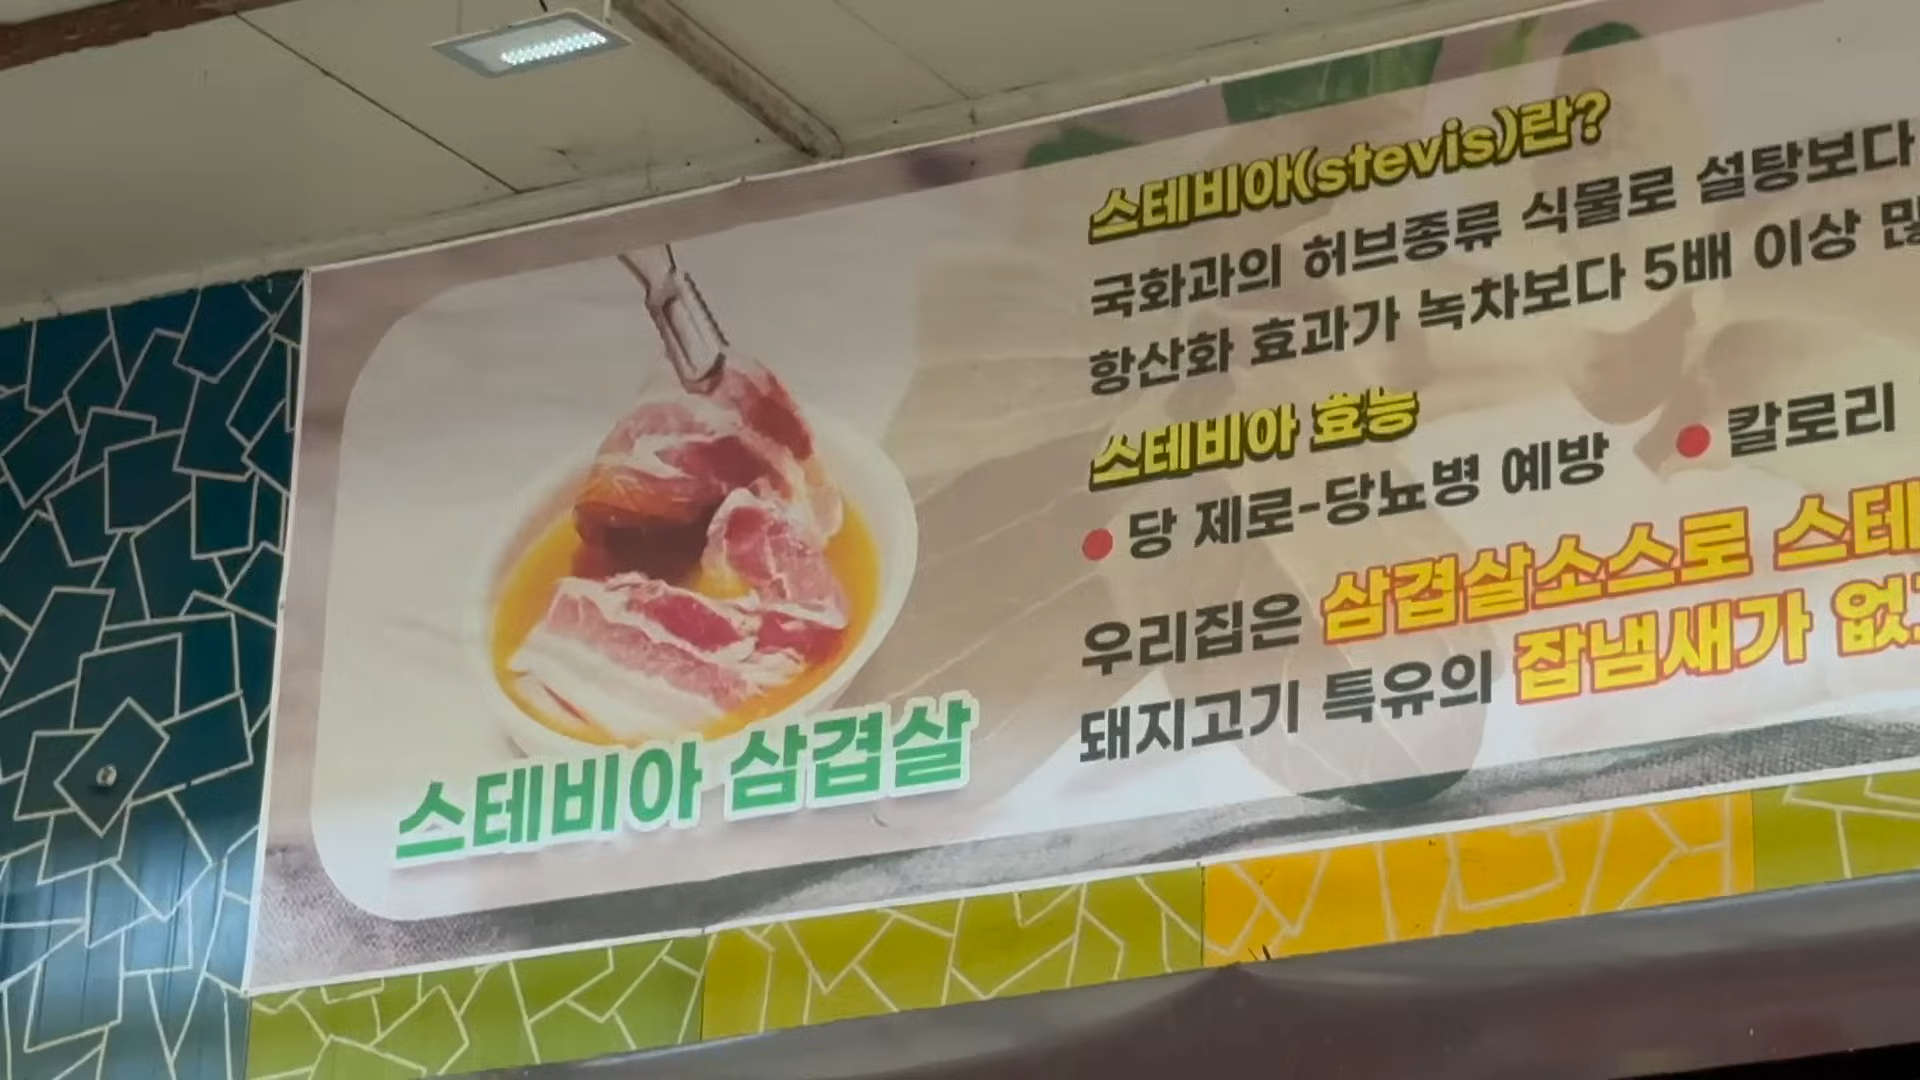 스테비아(stevis)란?
국화과의 허브종류 식물로 설탕보다
항산화 효과가 녹차보다 5배 이상
스테비아 효능
● 당 제로-당뇨병 예방 ● 칼로리
우리집은 삼겹살소스로
돼지고기 특유의 잡냄새가
스테비아 삼겹살